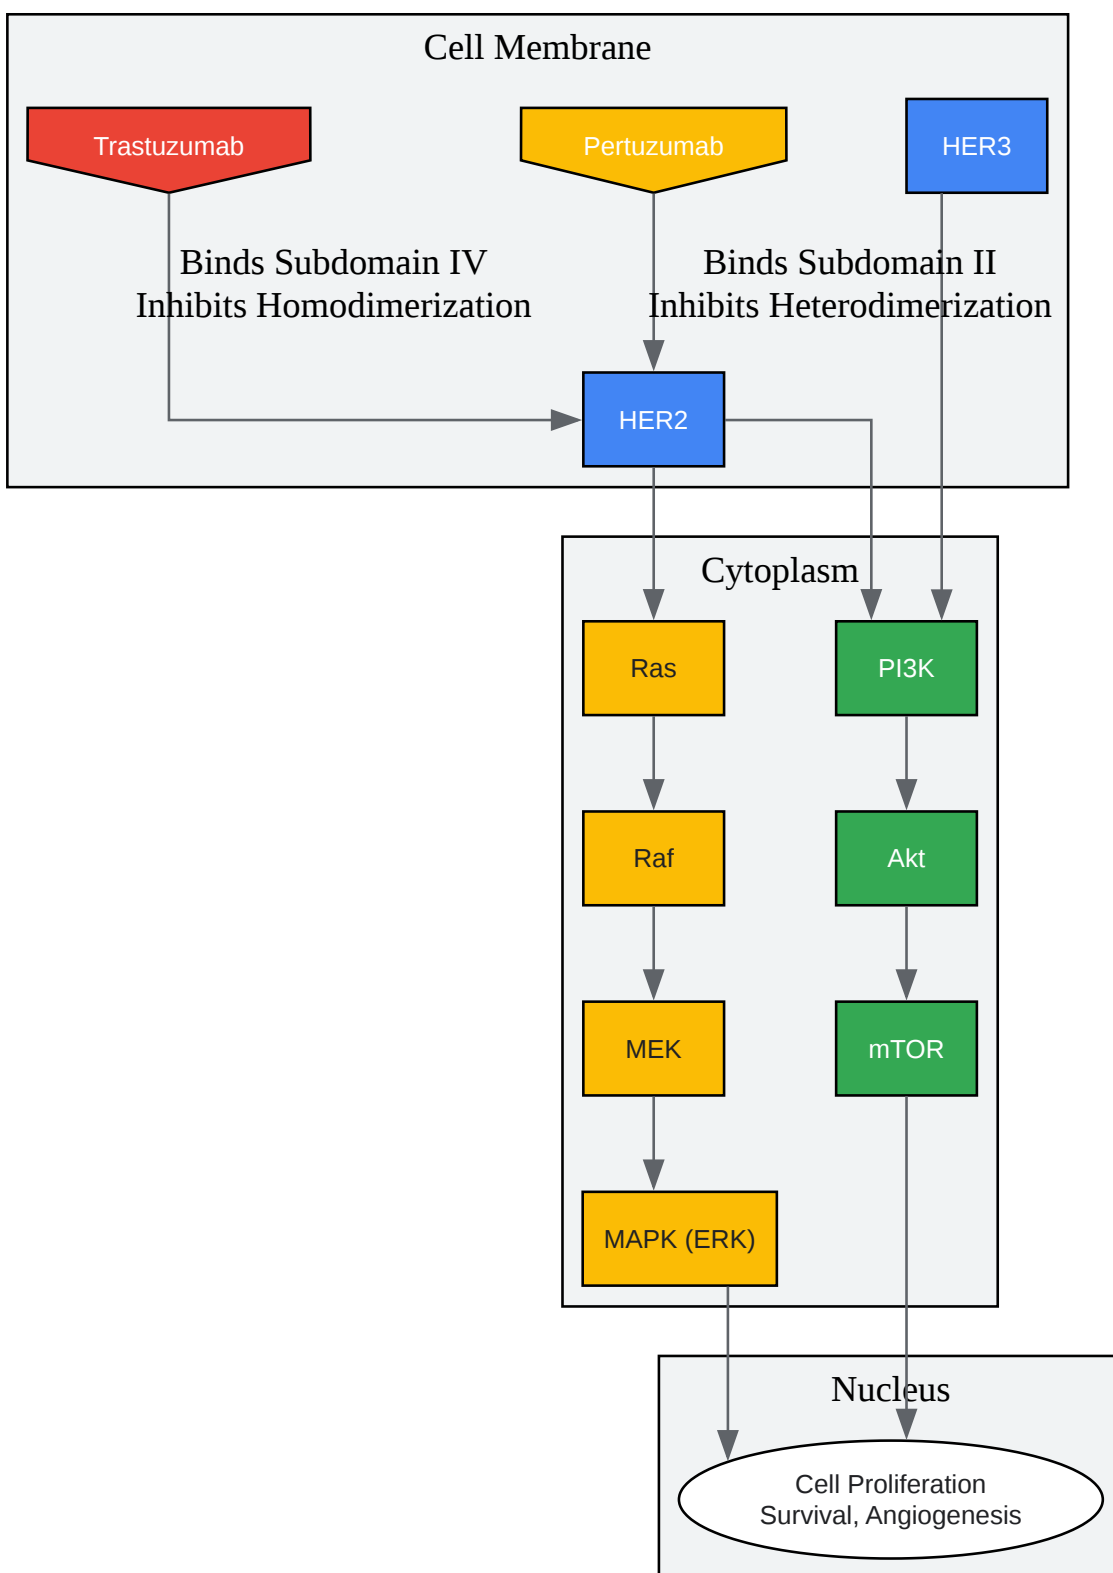 Cell Membrane
Trastuzumab
Pertuzumab
HER3
Binds Subdomain IV
Inhibits Homodimerization
Binds Subdomain II
Inhibits Heterodimerization
HER2
Cytoplasm
Ras
PI3K
Raf
Akt
MEK
mTOR
MAPK (ERK)
Nucleus
Cell Proliferation
Survival, Angiogenesis